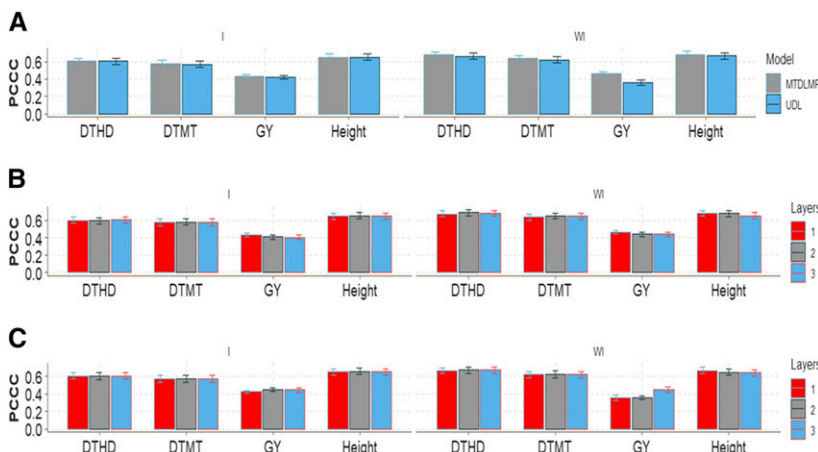 A
I
WI
PCCC
0.6
0.4
0.2
0.0
DTHD
DTMT
GY
Height
DTHD
DTMT
GY
Height
Model
MTDLMP
UDL
B
I
WI
PCCC
0.6
0.4
0.2
0.0
DTHD
DTMT
GY
Height
DTHD
DTMT
GY
Height
Layers
1
2
3
C
I
WI
PCCC
0.6
0.4
0.2
0.0
DTHD
DTMT
GY
Height
DTHD
DTMT
GY
Height
Layers
1
2
3